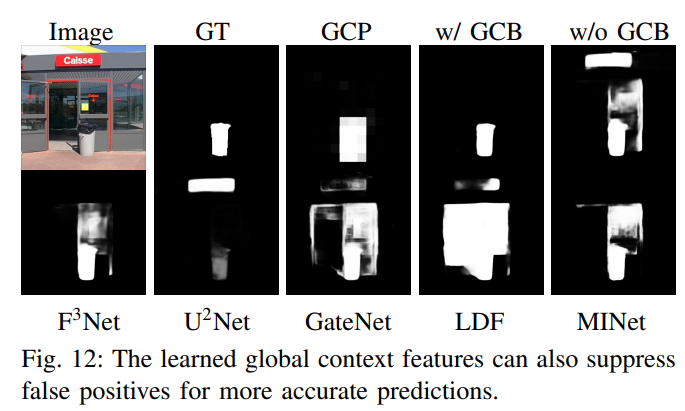 Image GT GCP w/ GCB w/o GCB
Caisse
F³Net U²Net GateNet LDF MINet
Fig. 12: The learned global context features can also suppress
false positives for more accurate predictions.